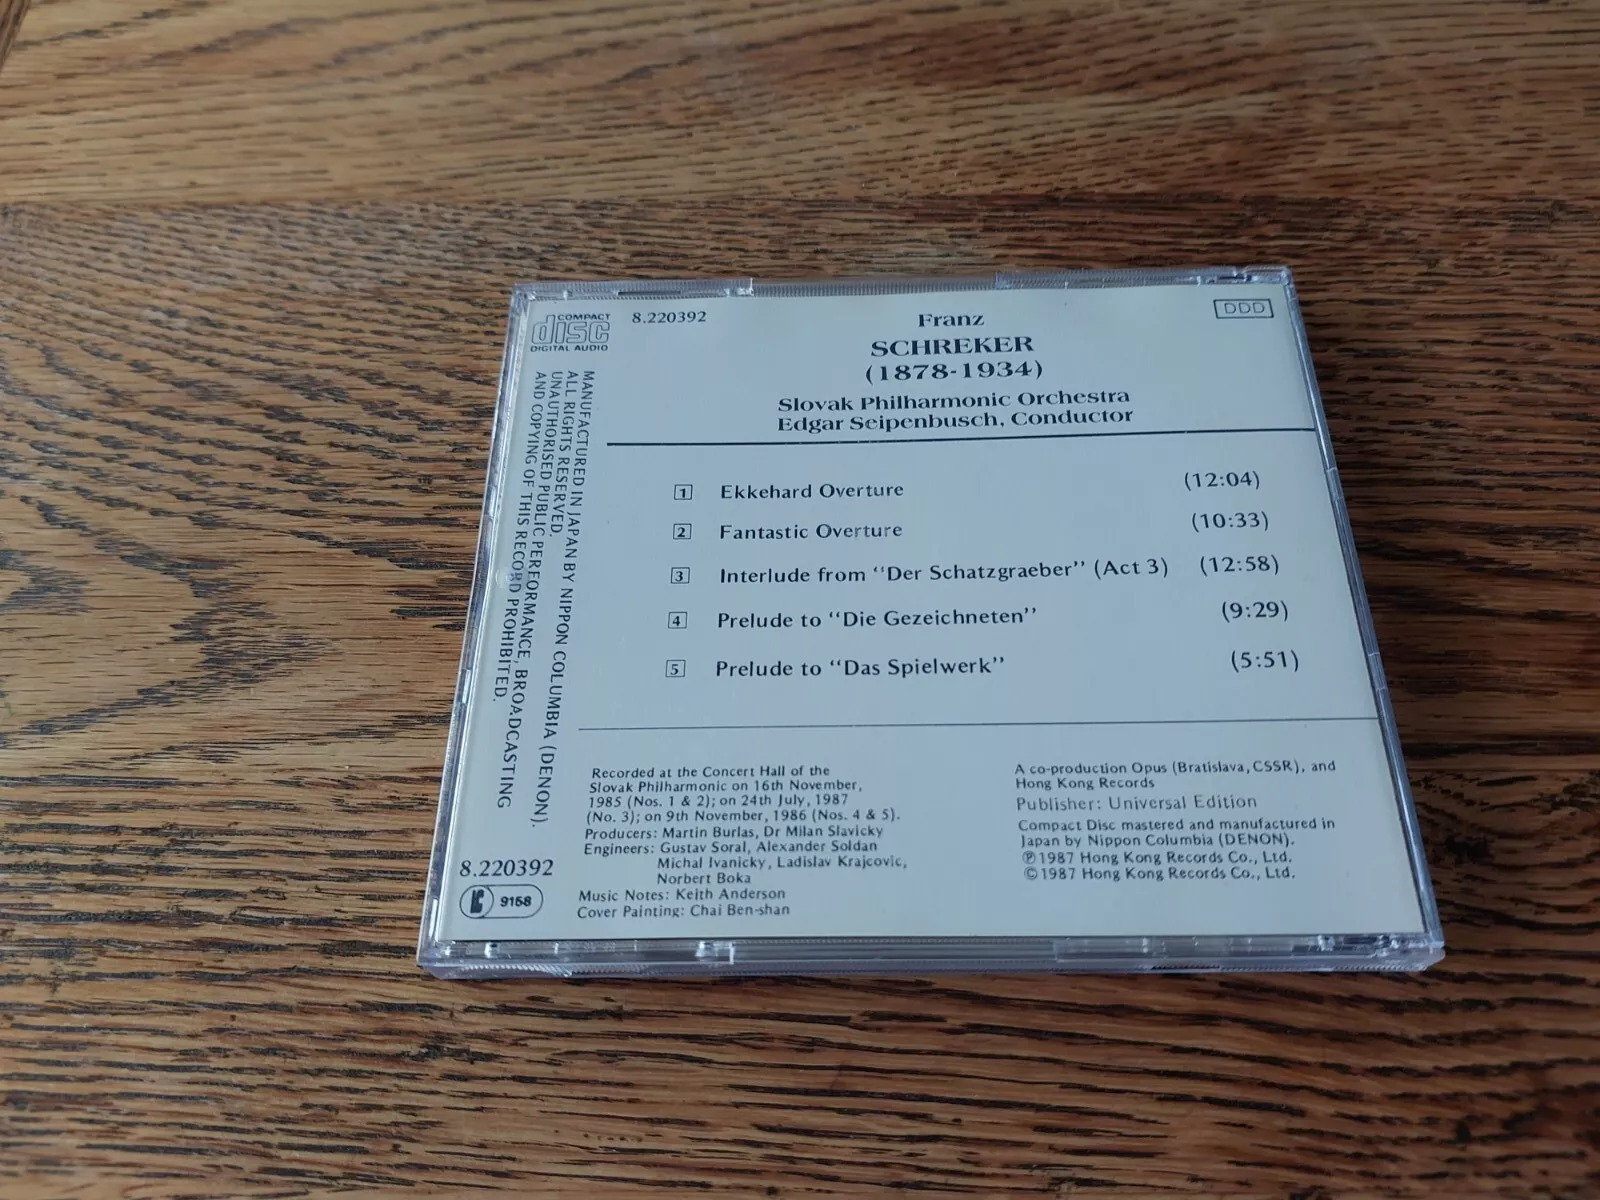 COMPACT
disc
DIGITAL AUDIO
8.220392
DDD
Franz
SCHREKER
(1878-1934)
Slovak Philharmonic Orchestra
Edgar Seipenbusch, Conductor
1 Ekkehard Overture (12:04)
2 Fantastic Overture (10:33)
3 Interlude from “Der Schatzgraeber” (Act 3) (12:58)
4 Prelude to “Die Gezeichneten” (9:29)
5 Prelude to “Das Spielwerk” (5:51)
MANUFACTURED IN JAPAN BY NIPPON COLUMBIA (DENON).
ALL RIGHTS RESERVED.
UNAUTHORISED PUBLIC PERFORMANCE, BROADCASTING
AND COPYING OF THIS RECORD PROHIBITED.
8.220392
LC 9158
Recorded at the Concert Hall of the
Slovak Philharmonic on 16th November,
1985 (Nos. 1 & 2); on 24th July, 1987
(No. 3); on 9th November, 1986 (Nos. 4 & 5).
Producers: Martin Burlas, Dr Milan Slavicky
Engineers: Gustav Soral, Alexander Soldan
Michal Ivanicky, Ladislav Krajcovic,
Norbert Boka
Music Notes: Keith Anderson
Cover Painting: Chai Ben-shan
A co-production Opus (Bratislava, CSSR), and
Hong Kong Records
Publisher: Universal Edition
Compact Disc mastered and manufactured in
Japan by Nippon Columbia (DENON).
Ⓟ1987 Hong Kong Records Co., Ltd.
©1987 Hong Kong Records Co., Ltd.